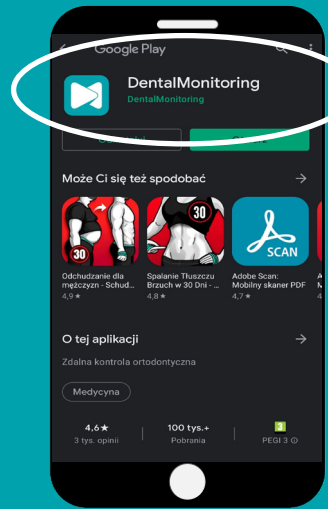 Google Play
DentalMonitoring
DentalMonitoring
Może Ci się też spodobać
30
30
SCAN
Odchudzanie dla mężczyzn - Schud...
4,9★
Spalanie Tłuszczu Brzuch w 30 Dni - ...
4,8★
Adobe Scan: Mobilny skaner PDF
4,7★
O tej aplikacji
Zdalna kontrola ortodontyczna
Medycyna
4,6★
3 tys. opinii
100 tys.+
Pobrania
3
PEGI 3